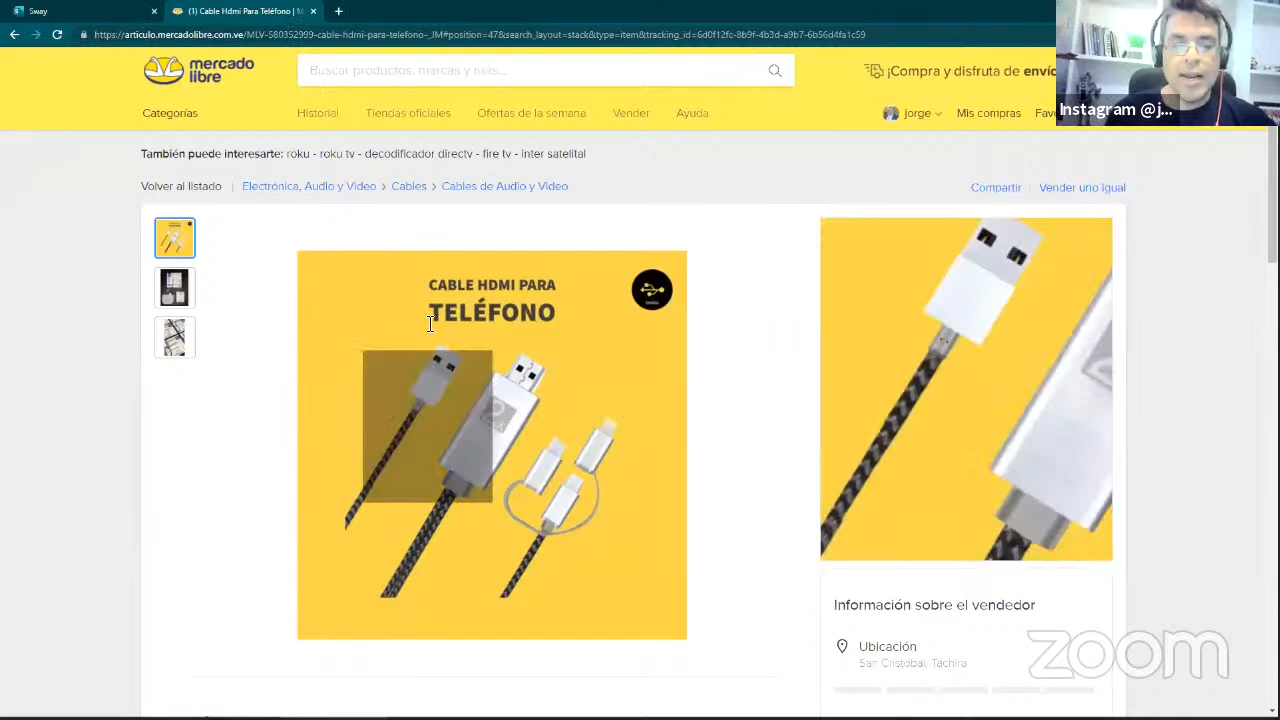 Sway
(1) Cable Hdmi Para Teléfono | M
https://articulo.mercadolibre.com.ve/MLV-580352999-cable-hdmi-para-telefono-_JM#position=47&search_layout=stack&type=item&tracking_id=6d0f12fc-8b9f-4b3d-a9b7-6b56d4fa1c59
mercado
libre
Buscar productos, marcas y más...
¡Compra y disfruta de envío
Instagram @j...
Categorías
Historial
Tiendas oficiales
Ofertas de la semana
Vender
Ayuda
jorge
Mis compras
Fav
También puede interesarte: roku - roku tv - decodificador directv - fire tv - inter satelital
Volver al listado
Electrónica, Audio y Video > Cables > Cables de Audio y Video
Compartir
Vender uno igual
CABLE HDMI PARA
TELÉFONO
Información sobre el vendedor
Ubicación
San Cristóbal, Táchira
zoom